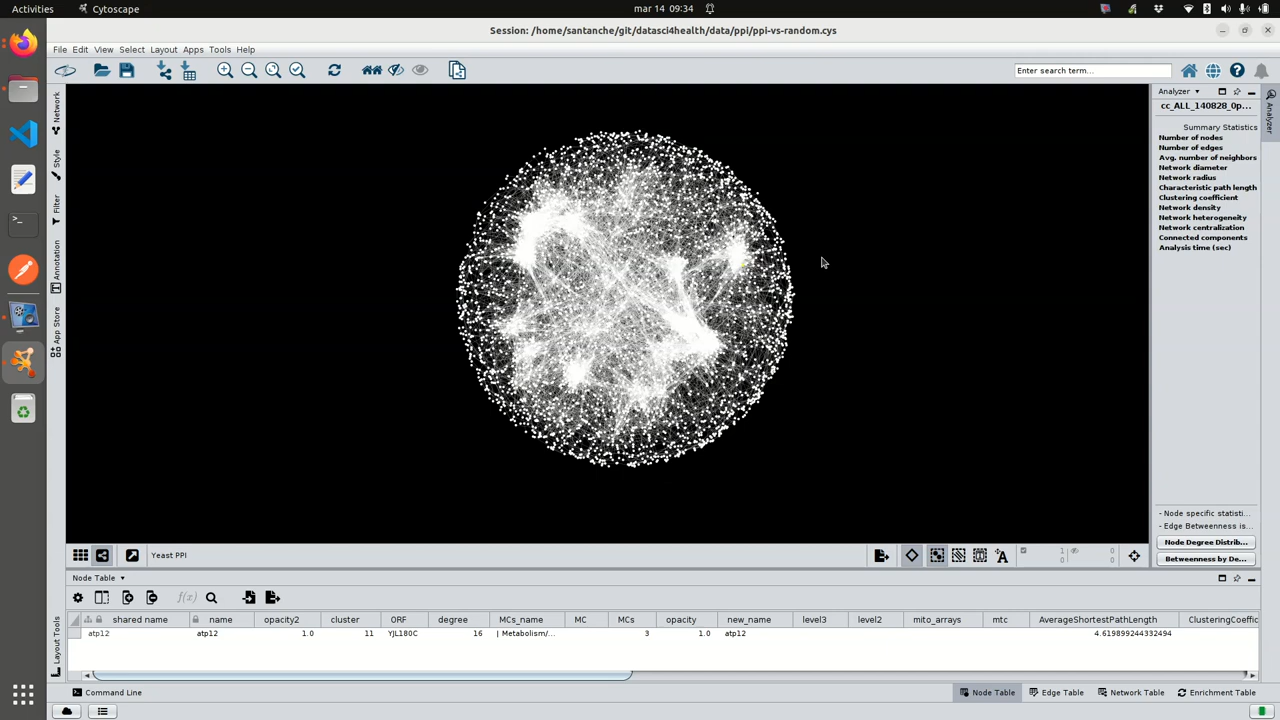 Activities Cytoscape mar 14 09:34
Session: /home/santanche/git/datasci4health/data/ppi/ppi-vs-random.cys
File Edit View Select Layout Apps Tools Help
Enter search term...
Network
Style
Filter
Annotation
App Store
Analyzer
Analyzer
cc_ALL_140828_0p...
Summary Statistics
Number of nodes
Number of edges
Avg. number of neighbors
Network diameter
Network radius
Characteristic path length
Clustering coefficient
Network density
Network heterogeneity
Network centralization
Connected components
Analysis time (sec)
- Node specific statisti...
- Edge Betweenness is...
Node Degree Distrib...
Betweenness by De...
Yeast PPI 1 0 0 0
Node Table
f(x)
Layout Tools
shared name name opacity2 cluster ORF degree MCs_name MC MCs opacity new_name level3 level2 mito_arrays mtc AverageShortestPathLength ClusteringCoeffic
atp12 atp12 1.0 11 YJL180C 16 | Metabolism/... 3 1.0 atp12 4.619899244332494
Command Line Node Table Edge Table Network Table Enrichment Table